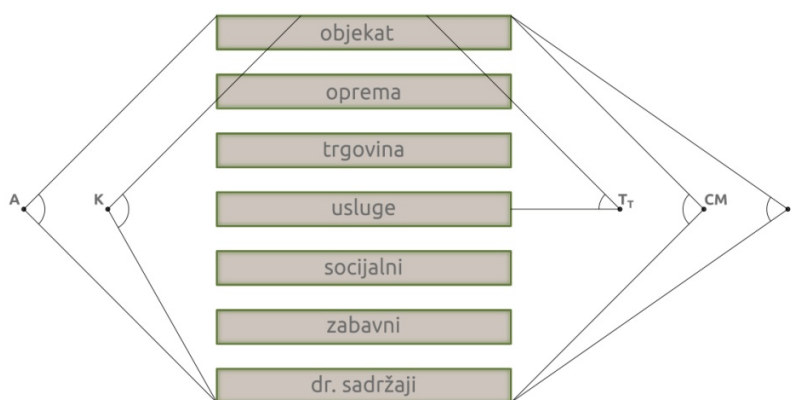 objekat
oprema
trgovina
A K usluge TT CM
socijalni
zabavni
dr. sadržaji